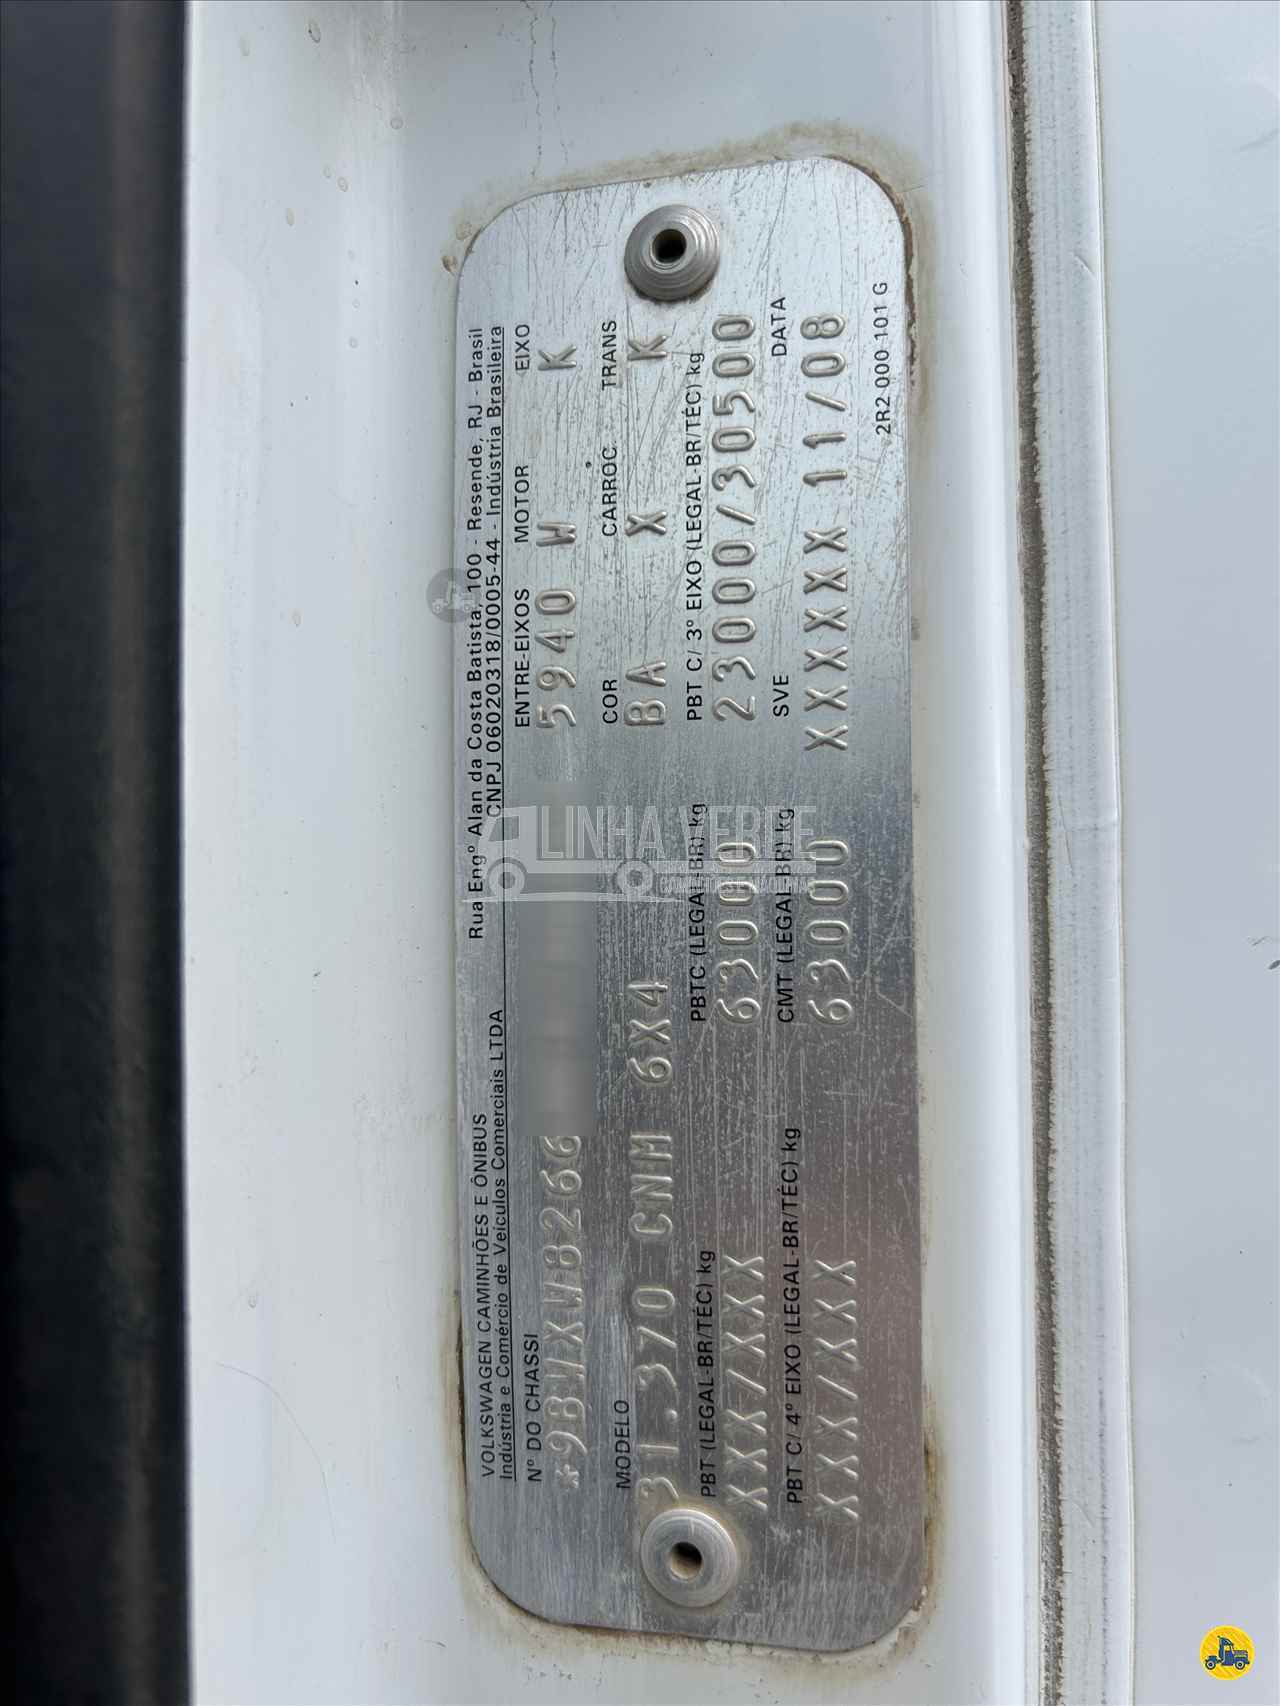 VOLKSWAGEN CAMINHÕES E ÔNIBUS Rua Engº Alan da Costa Batista, 100 - Resende, RJ - Brasil
Indústria e Comércio de Veículos Comerciais LTDA CNPJ 06020318/0005-44 - Indústria Brasileira
Nº DO CHASSI ENTRE-EIXOS MOTOR EIXO
*9BWXW8266 5940 W K
MODELO COR CARROC. TRANS
31.370 CNM 6X4 BA X K
PBT (LEGAL-BR/TÉC) kg PBTC (LEGAL-BR) kg PBT C/ 3º EIXO (LEGAL-BR/TÉC) kg
XXX/XXX 63000 23000/30500
PBT C/ 4º EIXO (LEGAL-BR/TÉC) kg CMT (LEGAL-BR) kg SVE DATA
XXX/XXX 63000 XXXXXX 11/08
2R2 000 101 G
LINHA VERDE
CAMINHÕES E MÁQUINAS